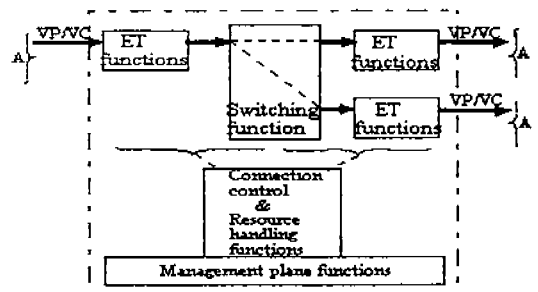 VP/VC
A
ET
functions
Switching
function
ET
functions
VP/VC
A
ET
functions
VP/VC
A
Connection
control
&
Resource
handling
functions
Management plane functions